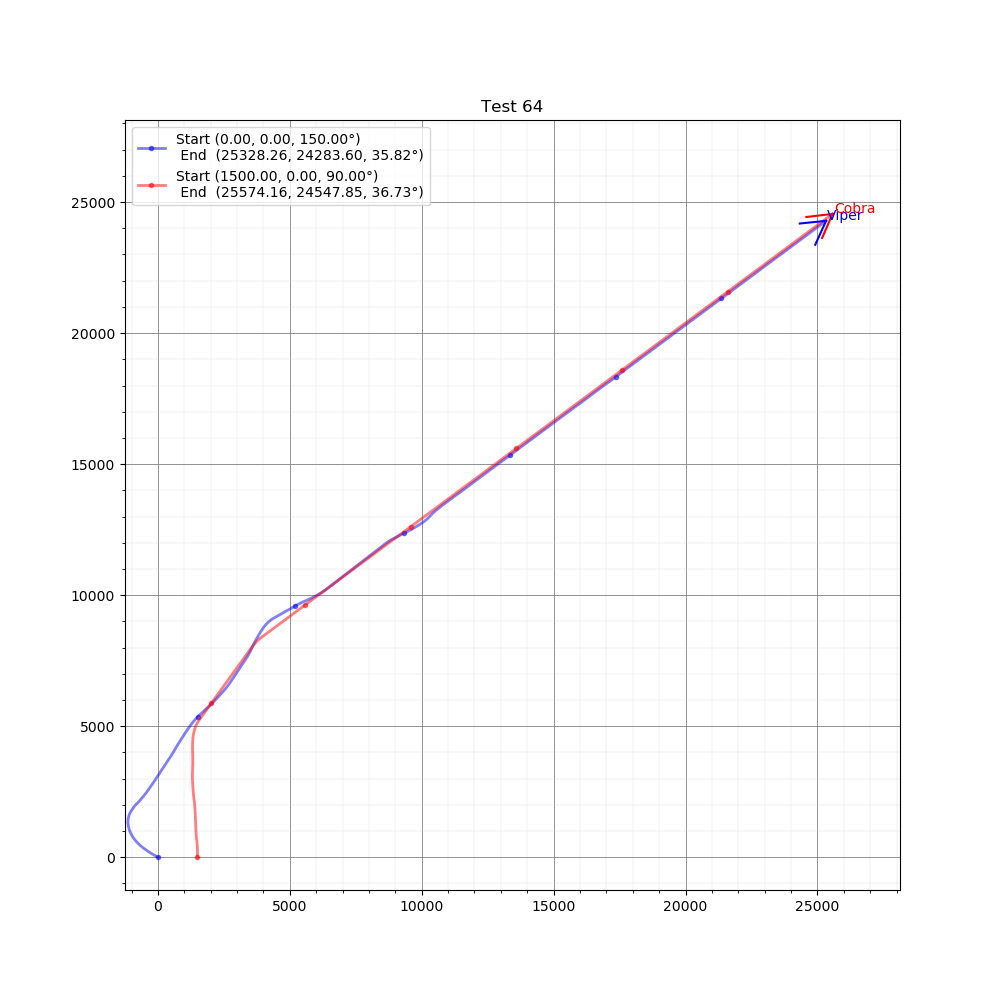 Test 64
Start (0.00, 0.00, 150.00°)
End  (25328.26, 24283.60, 35.82°)
Start (1500.00, 0.00, 90.00°)
End  (25574.16, 24547.85, 36.73°)
Cobra
Viper
25000
20000
15000
10000
5000
0
0
5000
10000
15000
20000
25000